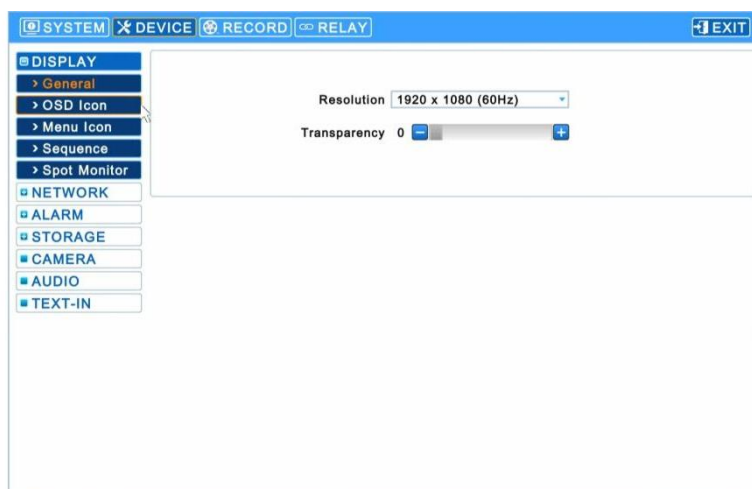 SYSTEM DEVICE RECORD RELAY EXIT
DISPLAY
> General
> OSD Icon
> Menu Icon
> Sequence
> Spot Monitor
NETWORK
ALARM
STORAGE
CAMERA
AUDIO
TEXT-IN
Resolution 1920 x 1080 (60Hz)
Transparency 0